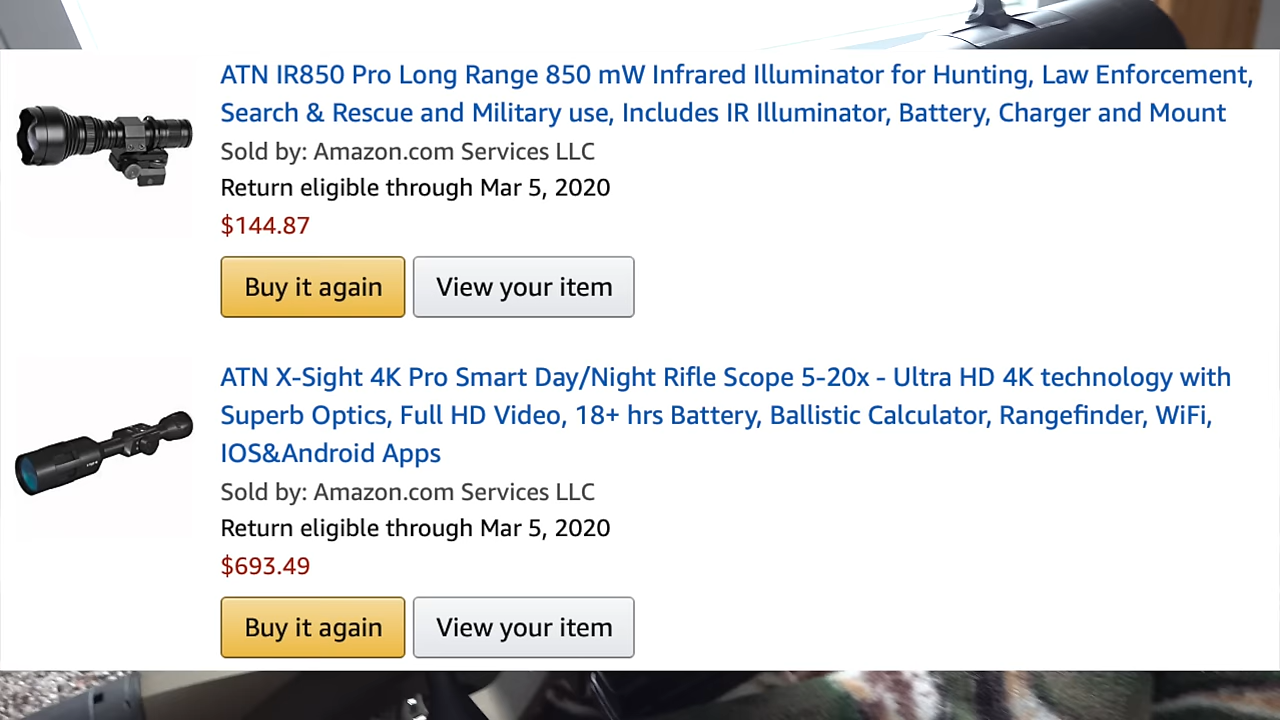 ATN IR850 Pro Long Range 850 mW Infrared Illuminator for Hunting, Law Enforcement,
Search & Rescue and Military use, Includes IR Illuminator, Battery, Charger and Mount
Sold by: Amazon.com Services LLC
Return eligible through Mar 5, 2020
$144.87
Buy it again View your item
ATN X-Sight 4K Pro Smart Day/Night Rifle Scope 5-20x - Ultra HD 4K technology with
Superb Optics, Full HD Video, 18+ hrs Battery, Ballistic Calculator, Rangefinder, WiFi,
IOS&Android Apps
Sold by: Amazon.com Services LLC
Return eligible through Mar 5, 2020
$693.49
Buy it again View your item